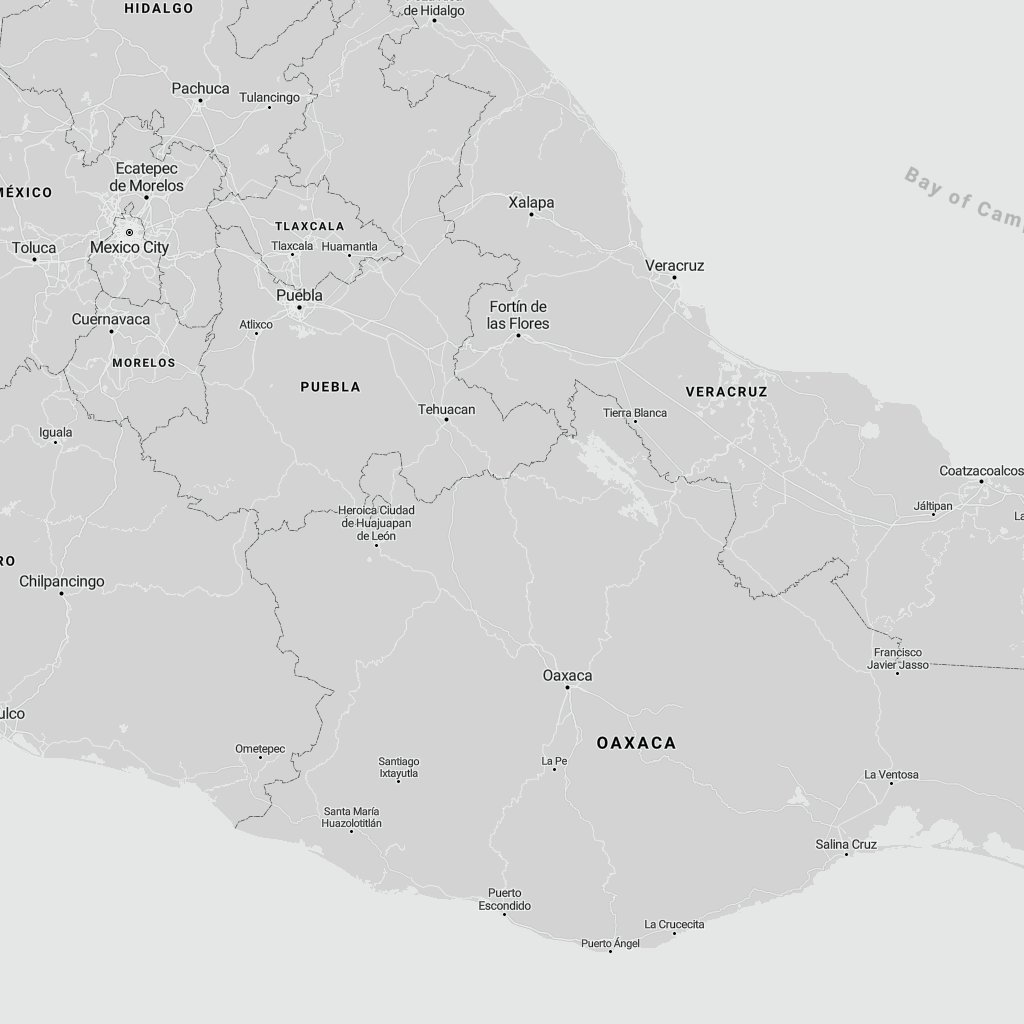 HIDALGO
de Hidalgo
Pachuca
Tulancingo
Ecatepec
de Morelos
MÉXICO
Bay of Cam
Xalapa
TLAXCALA
Tlaxcala
Huamantla
Toluca
Mexico City
Veracruz
Puebla
Fortín de
las Flores
Cuernavaca
Atlixco
MORELOS
PUEBLA
VERACRUZ
Tehuacan
Tierra Blanca
Iguala
Coatzacoalcos
Jáltipan
La
Heroica Ciudad
de Huajuapan
de León
RO
Chilpancingo
Francisco
Javier Jasso
Oaxaca
ulco
OAXACA
Ometepec
Santiago
Ixtayutla
La Pe
La Ventosa
Santa María
Huazolotitlán
Salina Cruz
Puerto
Escondido
La Crucecita
Puerto Ángel